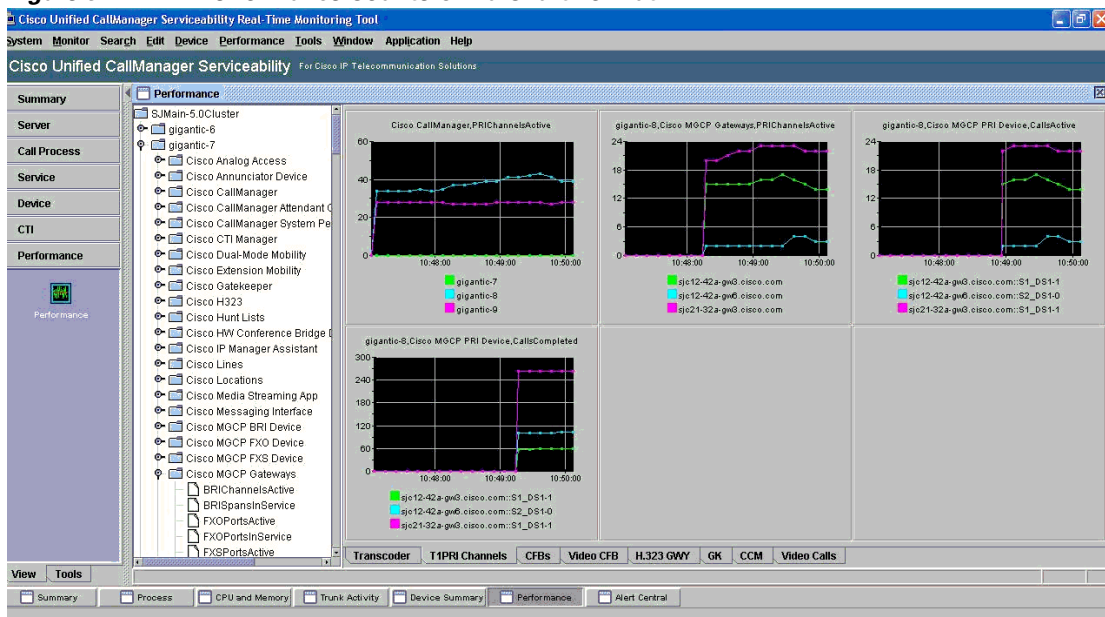 Cisco Unified CallManager Serviceability Real-Time Monitoring Tool
System Monitor Search Edit Device Performance Tools Window Application Help
Cisco Unified CallManager Serviceability For Cisco IP Telecommunication Solutions
Summary
Server
Call Process
Service
Device
CTI
Performance
Performance
View Tools
Performance
SJMain-5.0Cluster
gigantic-6
gigantic-7
Cisco Analog Access
Cisco Annunciator Device
Cisco CallManager
Cisco CallManager Attendant C
Cisco CallManager System Pe
Cisco CTI Manager
Cisco Dual-Mode Mobility
Cisco Extension Mobility
Cisco Gatekeeper
Cisco H323
Cisco Hunt Lists
Cisco HW Conference Bridge D
Cisco IP Manager Assistant
Cisco Lines
Cisco Locations
Cisco Media Streaming App
Cisco Messaging Interface
Cisco MGCP BRI Device
Cisco MGCP FXO Device
Cisco MGCP FXS Device
Cisco MGCP Gateways
BRIChannelsActive
BRISpansInService
FXOPortsActive
FXOPortsInService
FXSPortsActive
Cisco CallManager,PRIChannelsActive
60
40
20
0
10:48:00 10:49:00 10:50:00
gigantic-7
gigantic-8
gigantic-9
gigantic-8,Cisco MGCP Gateways,PRIChannelsActive
24
18
12
6
0
10:48:00 10:49:00 10:50:00
sjc12-42a-gw3.cisco.com
sjc12-42a-gw6.cisco.com
sjc21-32a-gw3.cisco.com
gigantic-8,Cisco MGCP PRI Device,CallsActive
24
18
12
6
0
10:48:00 10:49:00 10:50:00
sjc12-42a-gw3.cisco.com::S1_DS1-1
sjc12-42a-gw6.cisco.com::S2_DS1-0
sjc21-32a-gw3.cisco.com::S1_DS1-1
gigantic-8,Cisco MGCP PRI Device,CallsCompleted
300
240
180
120
60
0
10:48:00 10:49:00 10:50:00
sjc12-42a-gw3.cisco.com::S1_DS1-1
sjc12-42a-gw6.cisco.com::S2_DS1-0
sjc21-32a-gw3.cisco.com::S1_DS1-1
Transcoder T1PRI Channels CFBs Video CFB H.323 GWY GK CCM Video Calls
Summary Process CPU and Memory Trunk Activity Device Summary Performance Alert Central